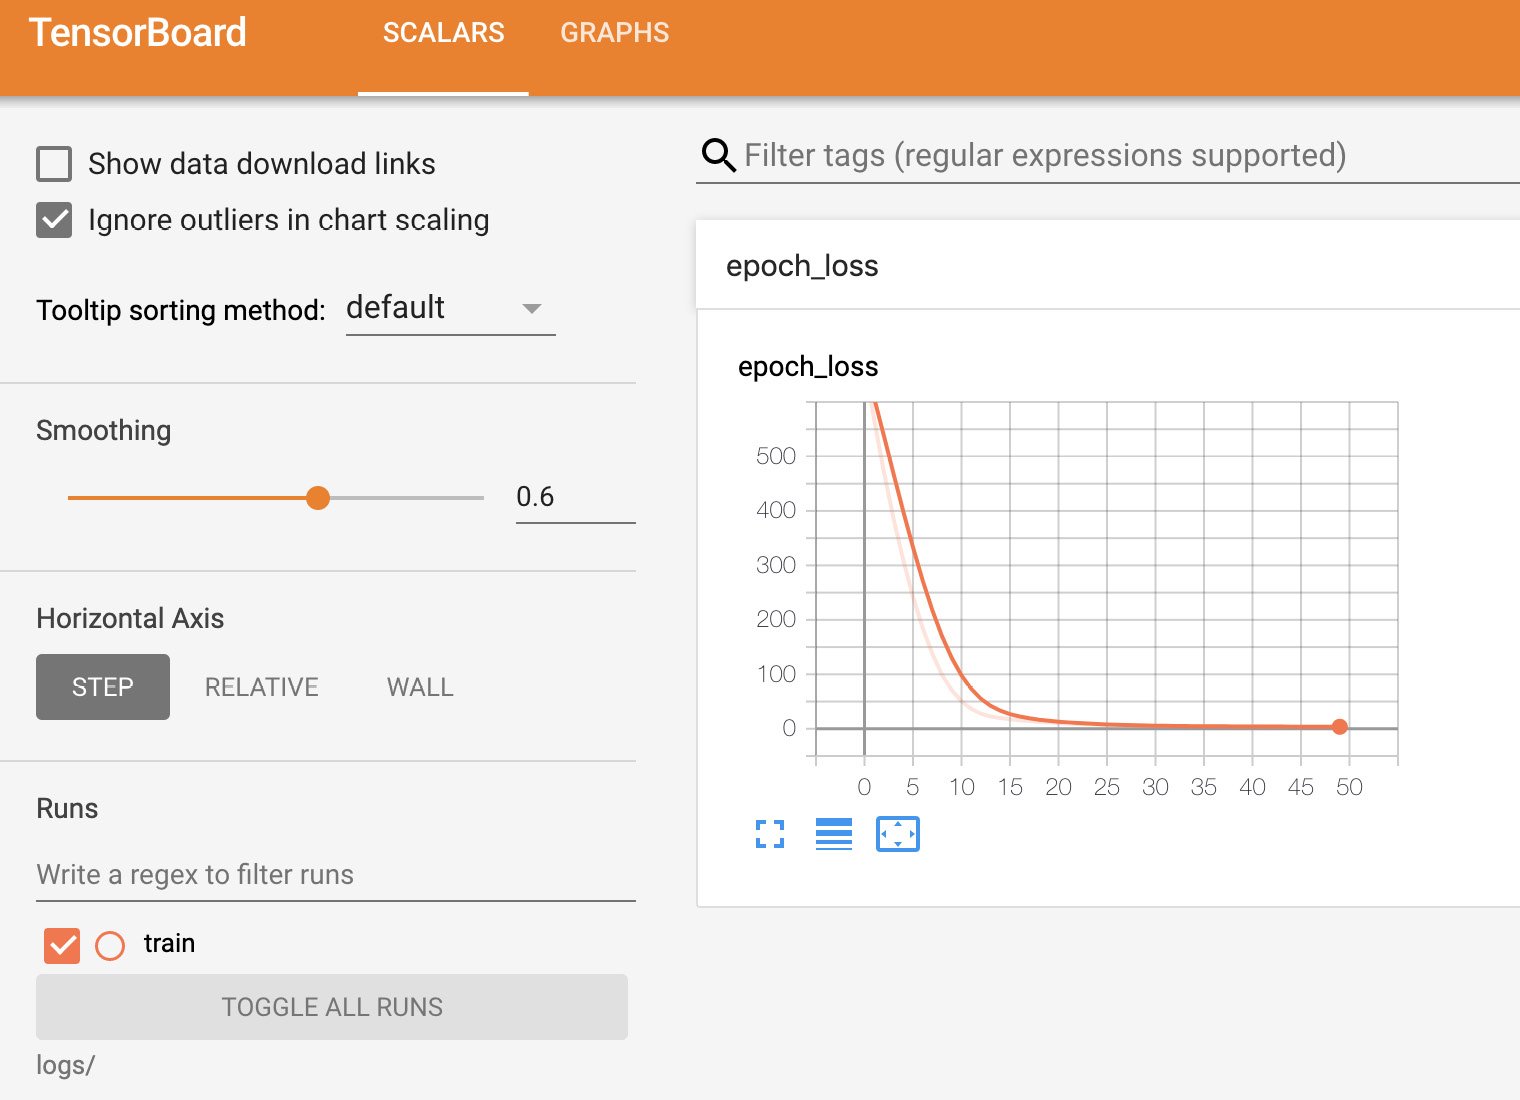 TensorBoard SCALARS GRAPHS
Show data download links
Ignore outliers in chart scaling
Tooltip sorting method: default
Smoothing
0.6
Horizontal Axis
STEP RELATIVE WALL
Runs
Write a regex to filter runs
train
TOGGLE ALL RUNS
logs/
Filter tags (regular expressions supported)
epoch_loss
epoch_loss
500
400
300
200
100
0
0 5 10 15 20 25 30 35 40 45 50